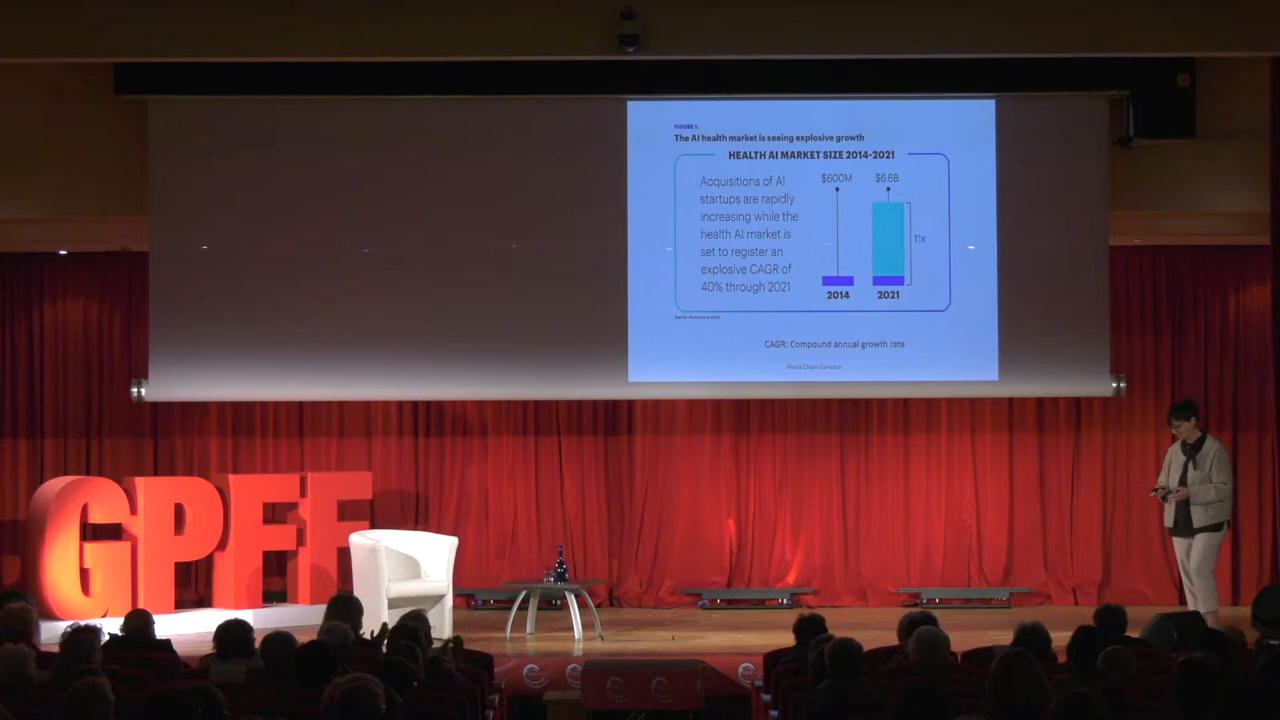 FIGURE 1.
The AI health market is seeing explosive growth
HEALTH AI MARKET SIZE 2014-2021
Acquisitions of AI
startups are rapidly
increasing while the
health AI market is
set to register an
explosive CAGR of
40% through 2021
$600M
$6.6B
11x
2014
2021
CAGR: Compound annual growth rate
GPFF